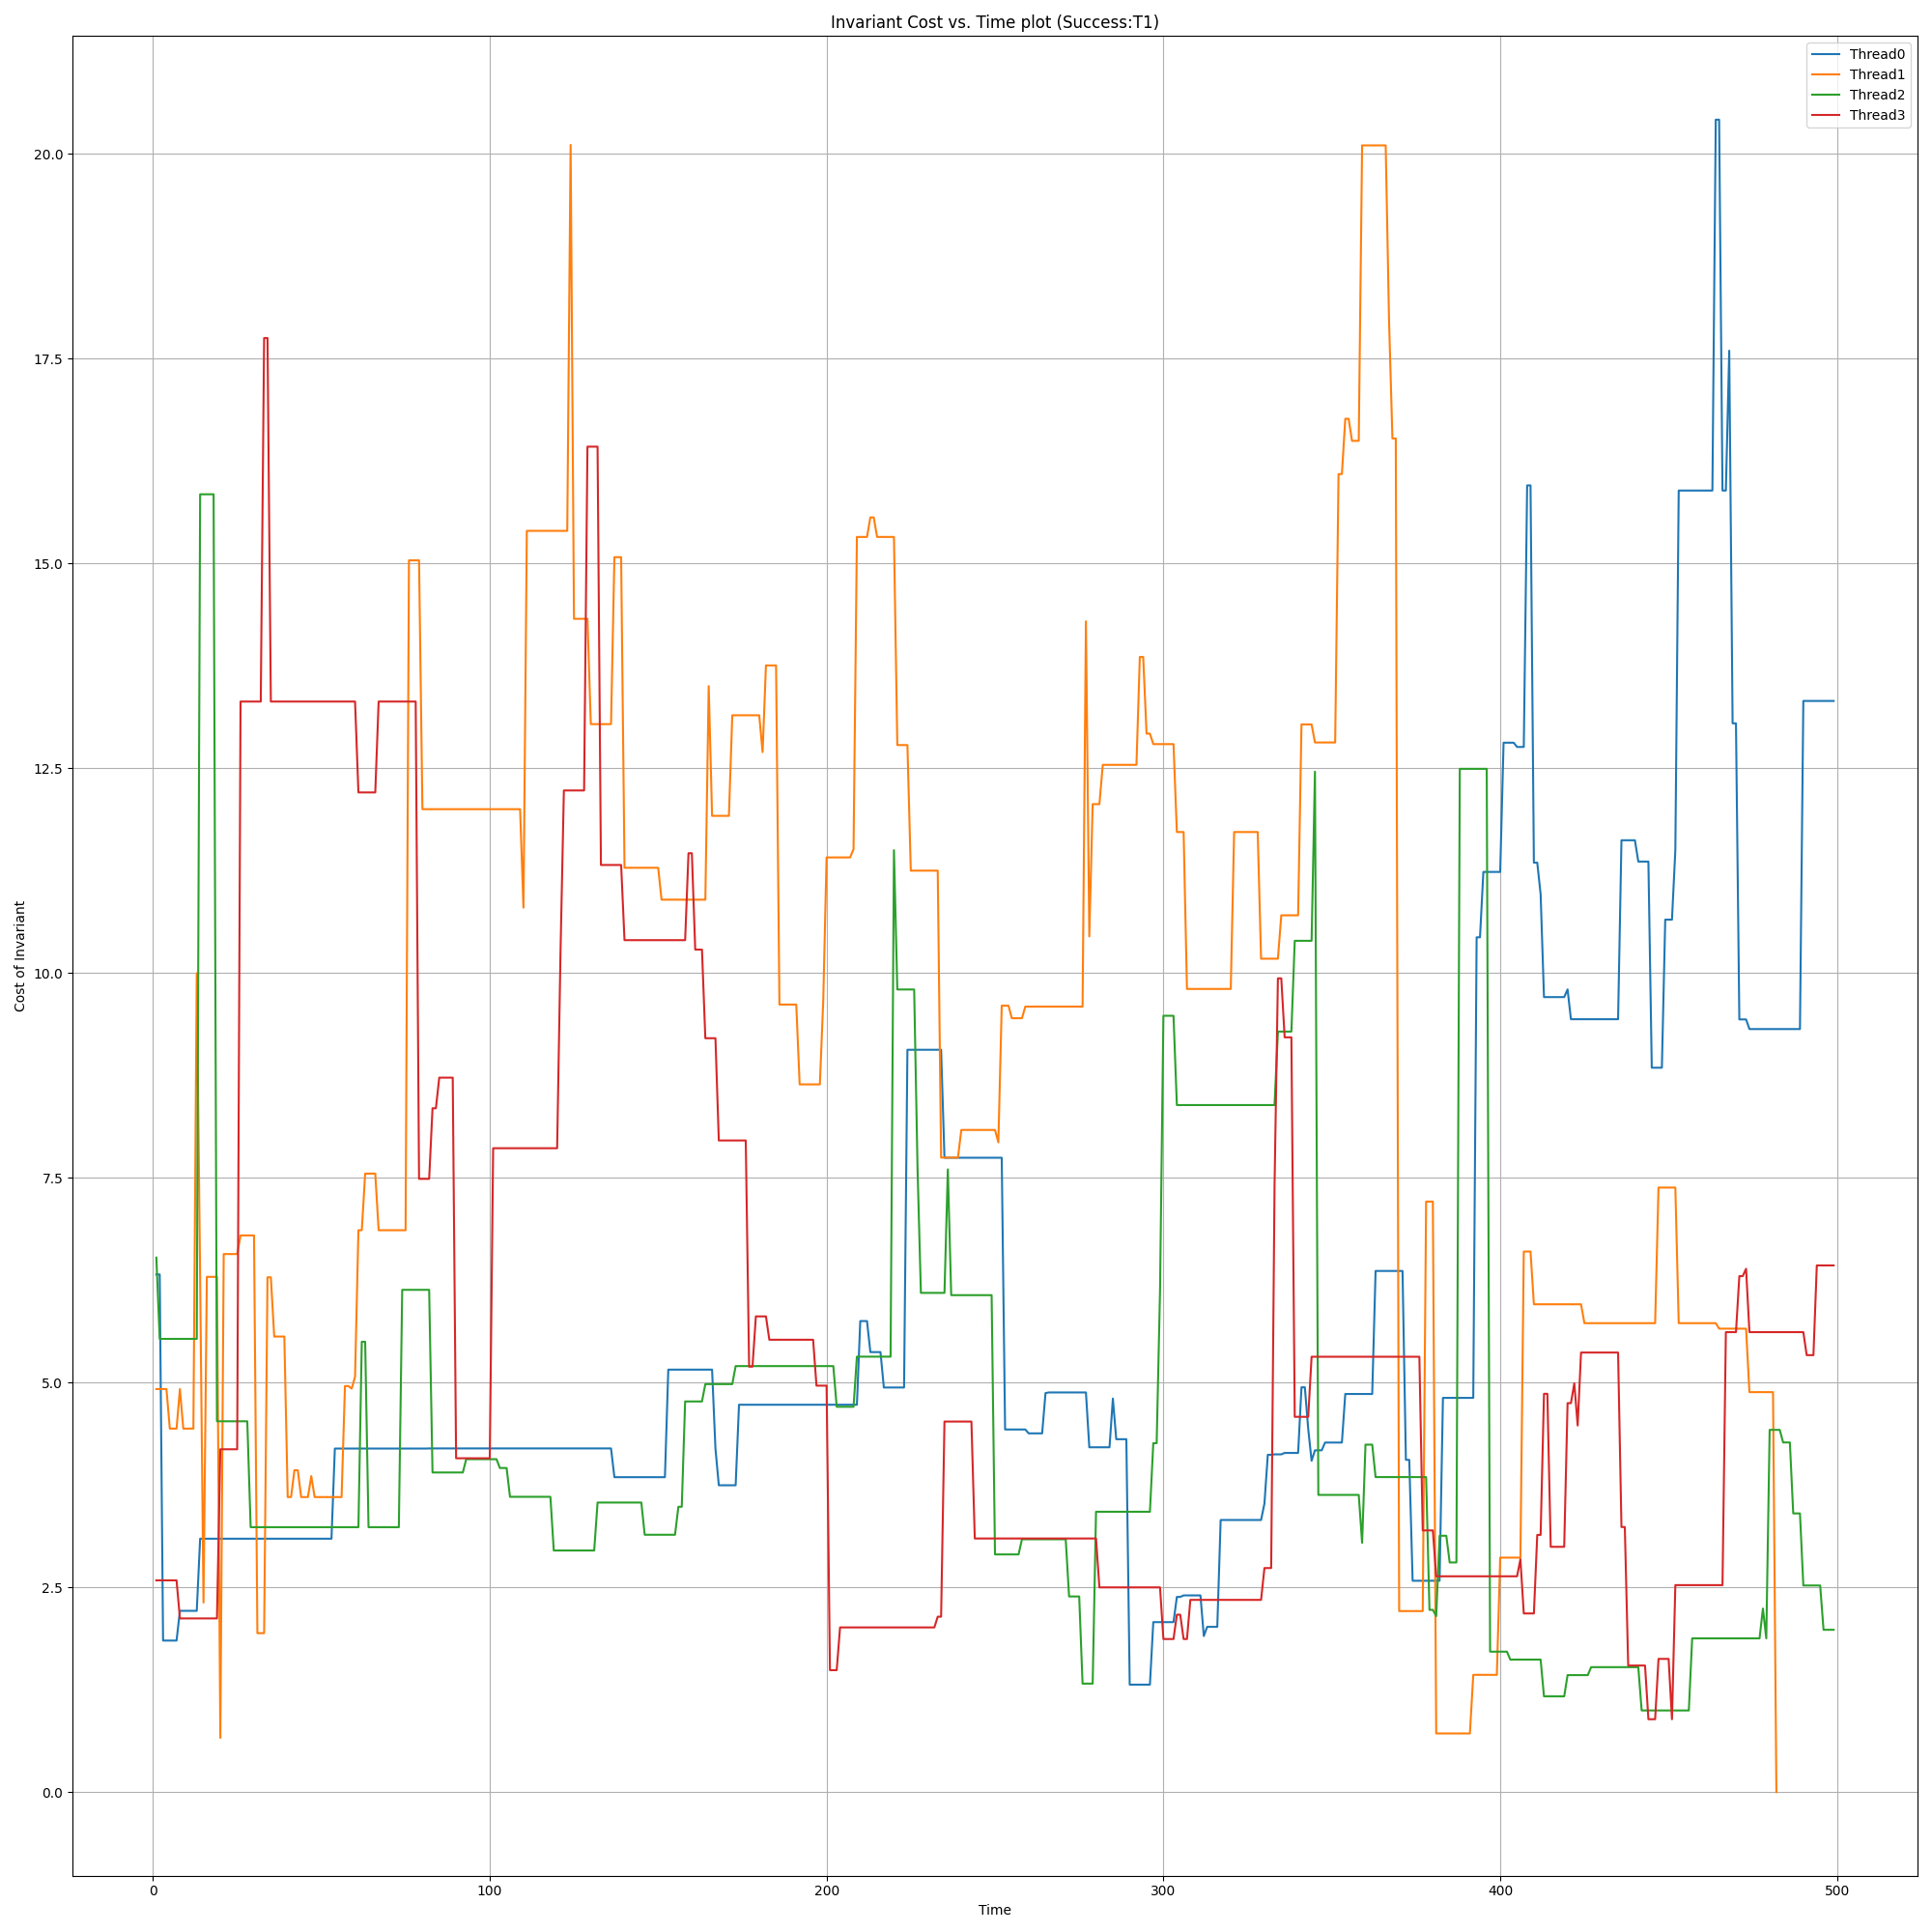 Invariant Cost vs. Time plot (Success:T1)
Thread0
Thread1
Thread2
Thread3
20.0
17.5
15.0
12.5
10.0
7.5
5.0
2.5
0.0
Cost of Invariant
0 100 200 300 400 500
Time